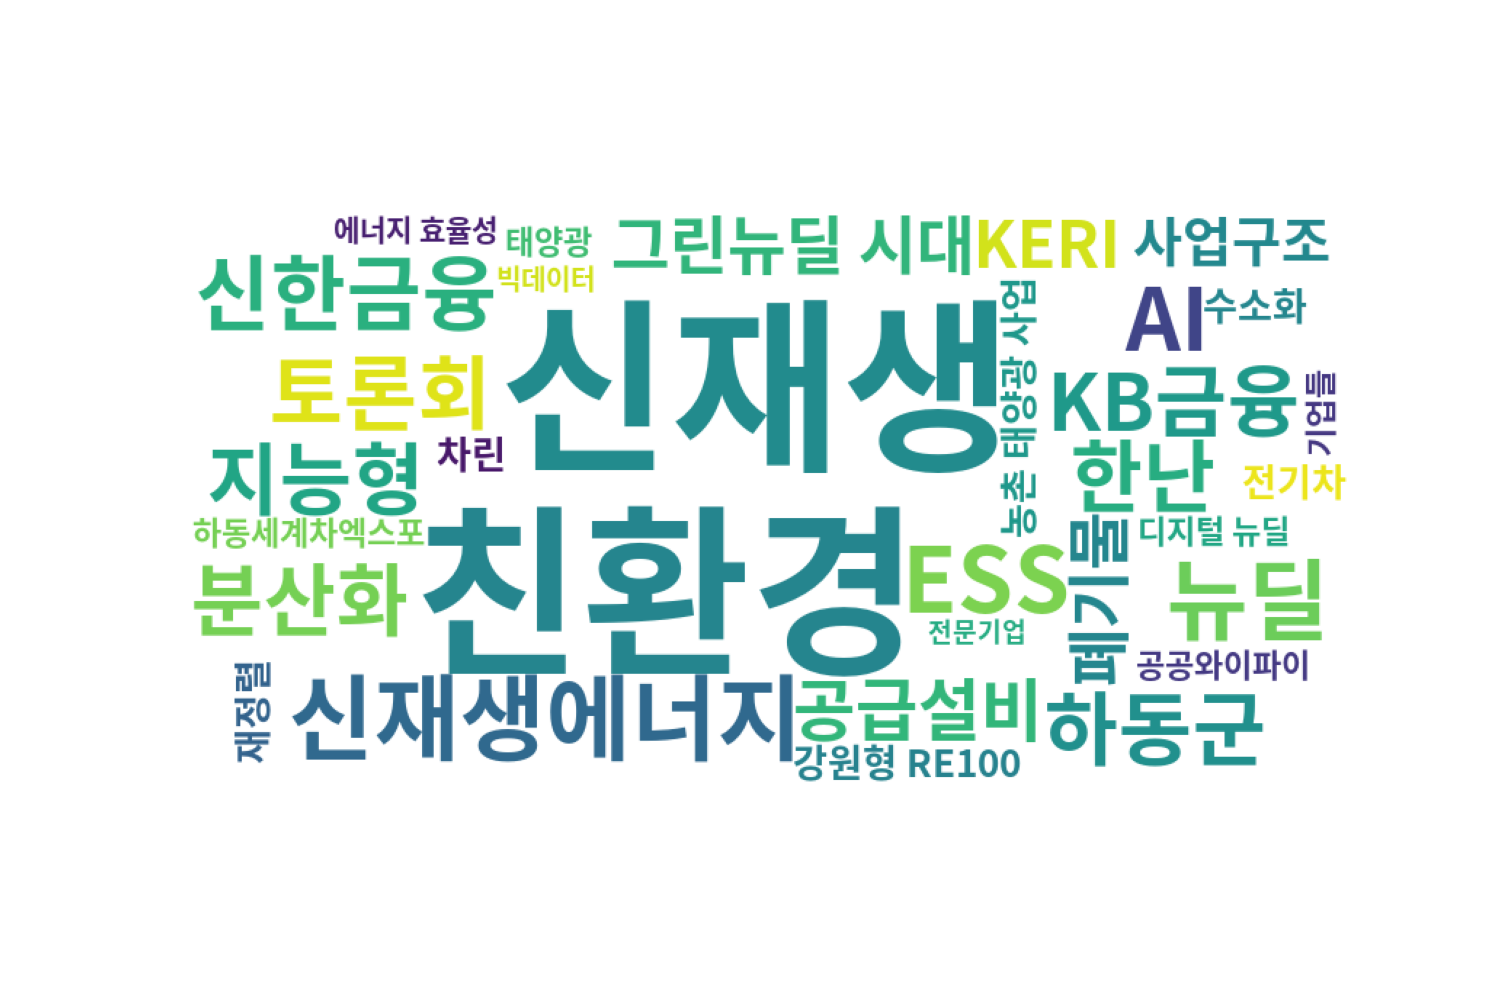 에너지 효율성
태양광
그린뉴딜 시대
KERI
사업구조
신한금융
빅데이터
신재생
농촌 태양광 사업
AI
수소화
토론회
KB금융
기업들
지능형
차린
한난
전기차
하동세계차엑스포
친환경
ESS
폐기물
디지털 뉴딜
분산화
전문기업
뉴딜
공공와이파이
재정렬
신재생에너지
공급설비
하동군
강원형 RE100